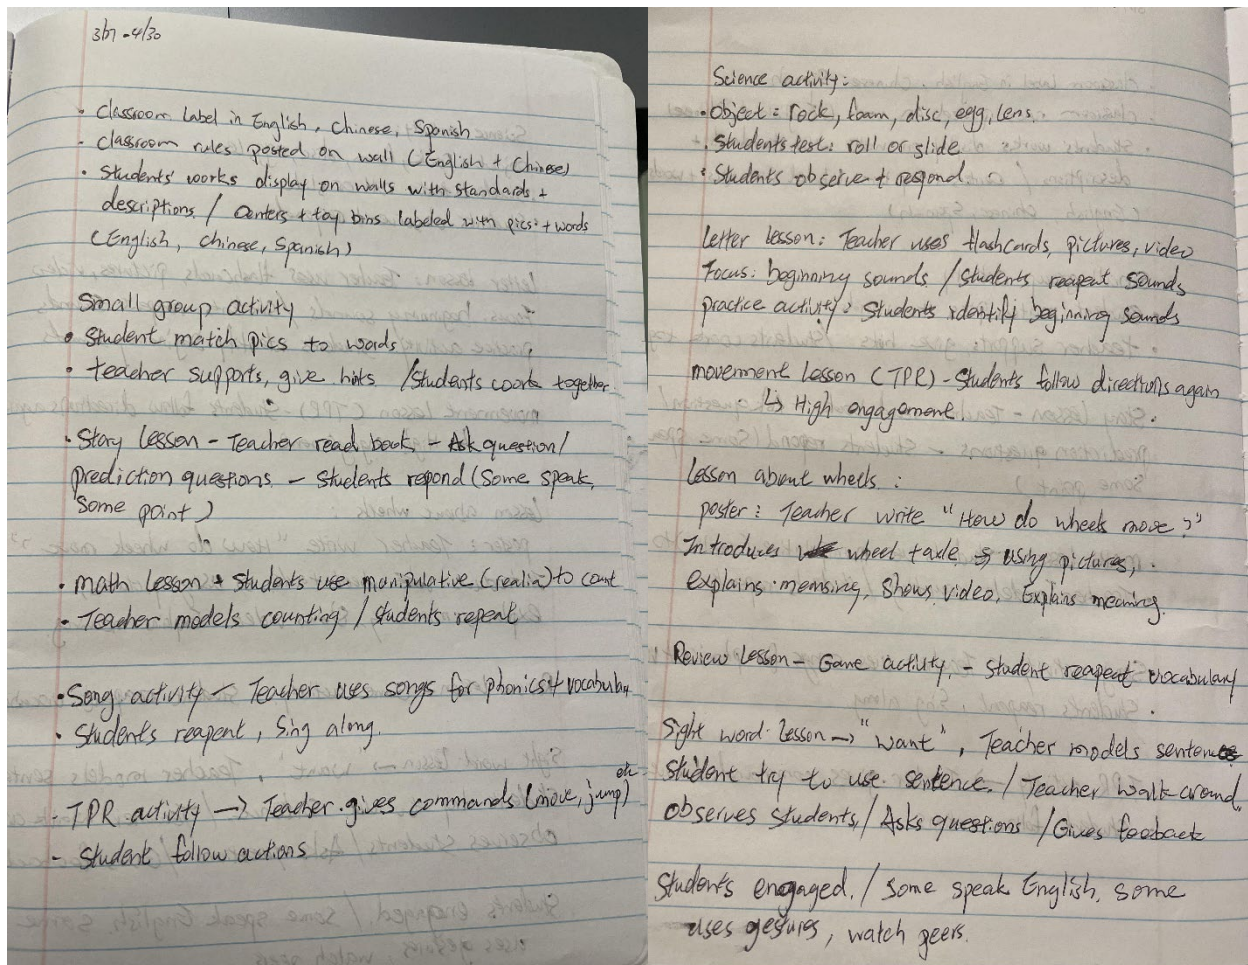 3/17 - 4/30
• Classroom Label in English, Chinese, + Spanish
• Classroom rules posted on wall (English + Chinese)
• Students' works display on walls with standards +
descriptions / Centers + toy bins labeled with pics + words
(English, Chinese, Spanish)
Small group activity
• Student match pics to words
• teacher supports, give hints / Students work together
• Story lesson - Teacher read book - Ask question/
prediction questions - Students repond (Some speak,
some point)
• math Lesson + Students use manipulative (realia) to count
• Teacher models counting / Students repeat
• Song activity - Teacher uses songs for phonics + vocabulary
• Students reapent, Sing along.
- TPR activity → Teacher gives commands (move, jump) etc
- Student follow actions
Science activity:
• Object: rock, foam, disc, egg, lens
• Students test: roll or slide
• Students observe + respond
Letter lesson: Teacher uses flashcards, pictures, video
Focus: beginning sounds / Students reapeat sounds
practice activity: Students identify beginning sounds
movement Lesson (TPR) - Students follow directions again
↳ High engagement.
Lesson about wheels:
poster: Teacher write "How do wheels move?"
Introduces wheel + axle using pictures,
explains meaning, Shows video, Explains meaning.
Review Lesson - Game activity, - Student reapeat vocabulary
Sight word Lesson → "want", Teacher models sentences
Student try to use sentence. / Teacher walk around,
observes students / Asks questions / Gives feedback
Students engaged. / Some speak English, some
uses gestures, watch peers.